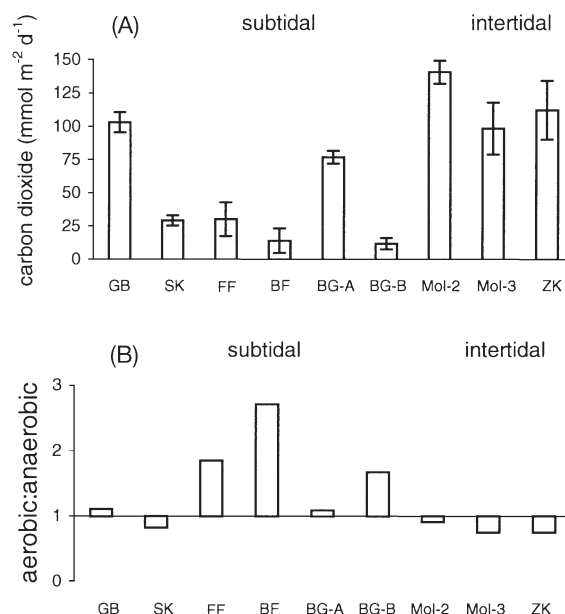 (A) subtidal intertidal
carbon dioxide (mmol m⁻² d⁻¹)
150
125
100
75
50
25
0
GB SK FF BF BG-A BG-B Mol-2 Mol-3 ZK
(B) subtidal intertidal
aerobic:anaerobic
3
2
1
0
GB SK FF BF BG-A BG-B Mol-2 Mol-3 ZK